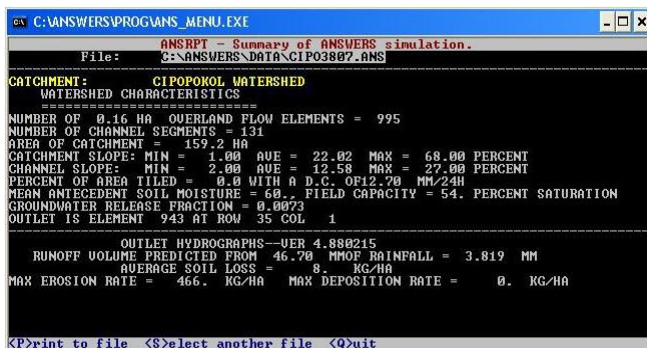 C:\ANSWERS\PROG\ANS_MENU.EXE
ANSRPT - Summary of ANSWERS simulation.
File: C:\ANSWERS\DATA\CIPO3807.ANS
CATCHMENT: CIPOPOKOL WATERSHED
WATERSHED CHARACTERISTICS
===========================
NUMBER OF 0.16 HA OVERLAND FLOW ELEMENTS = 995
NUMBER OF CHANNEL SEGMENTS = 131
AREA OF CATCHMENT = 159.2 HA
CATCHMENT SLOPE: MIN = 1.00 AVE = 22.02 MAX = 68.00 PERCENT
CHANNEL SLOPE: MIN = 2.00 AVE = 12.58 MAX = 27.00 PERCENT
PERCENT OF AREA TILED = 0.0 WITH A D.C. OF12.70 MM/24H
MEAN ANTECEDENT SOIL MOISTURE = 60., FIELD CAPACITY = 54. PERCENT SATURATION
GROUNDWATER RELEASE FRACTION = 0.0073
OUTLET IS ELEMENT 943 AT ROW 35 COL 1
OUTLET HYDROGRAPHS--VER 4.880215
RUNOFF VOLUME PREDICTED FROM 46.70 MMOF RAINFALL = 3.819 MM
AVERAGE SOIL LOSS = 8. KG/HA
MAX EROSION RATE = 466. KG/HA MAX DEPOSITION RATE = 0. KG/HA
<P>rint to file <S>elect another file <Q>uit